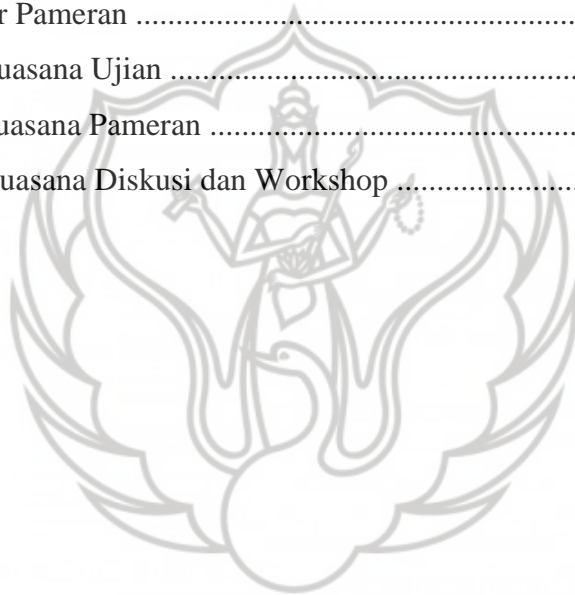 r Pameran ....................................................
uasana Ujian ................................................
uasana Pameran ...........................................
uasana Diskusi dan Workshop .....................